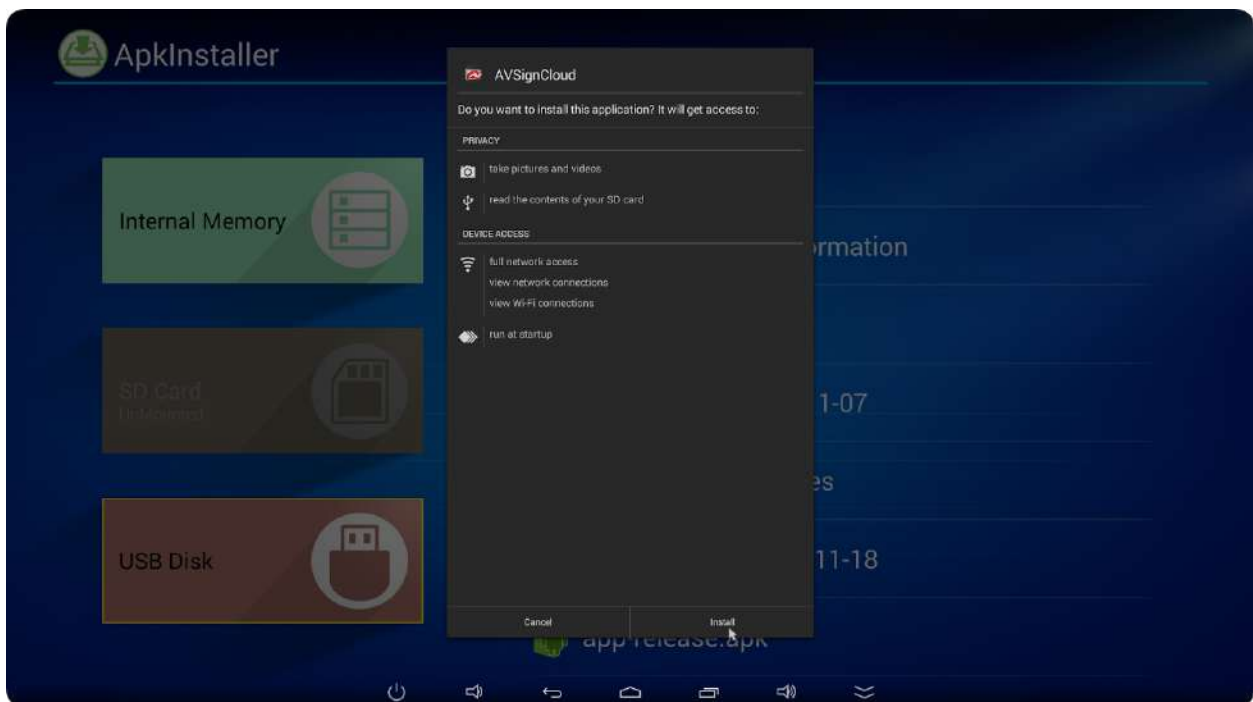 ApkInstaller
AVSignCloud
Do you want to install this application? It will get access to:
PRIVACY
take pictures and videos
read the contents of your SD card
DEVICE ACCESS
full network access
view network connections
view Wi-Fi connections
run at startup
Cancel
Install
Internal Memory
SD Card
USB Disk
rmation
1-07
es
11-18
app-release.apk